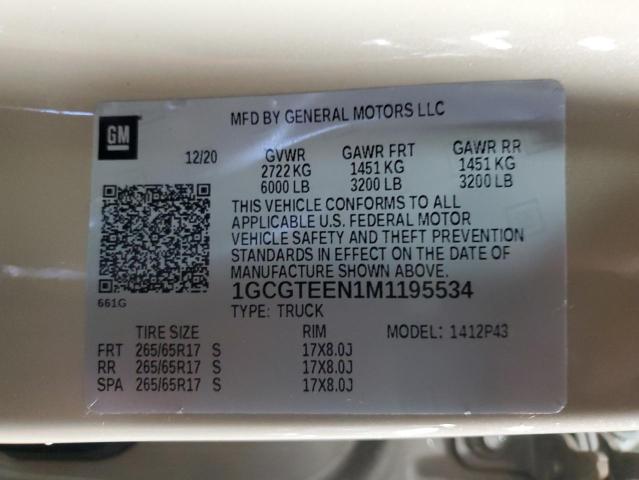 GM
MFD BY GENERAL MOTORS LLC
12/20 GVWR GAWR FRT GAWR RR
2722 KG 1451 KG 1451 KG
6000 LB 3200 LB 3200 LB
THIS VEHICLE CONFORMS TO ALL
APPLICABLE U.S. FEDERAL MOTOR
VEHICLE SAFETY AND THEFT PREVENTION
STANDARDS IN EFFECT ON THE DATE OF
MANUFACTURE SHOWN ABOVE.
661G
1GCGTEEN1M1195534
TYPE: TRUCK
TIRE SIZE RIM MODEL: 1412P43
FRT 265/65R17 S 17X8.0J
RR 265/65R17 S 17X8.0J
SPA 265/65R17 S 17X8.0J